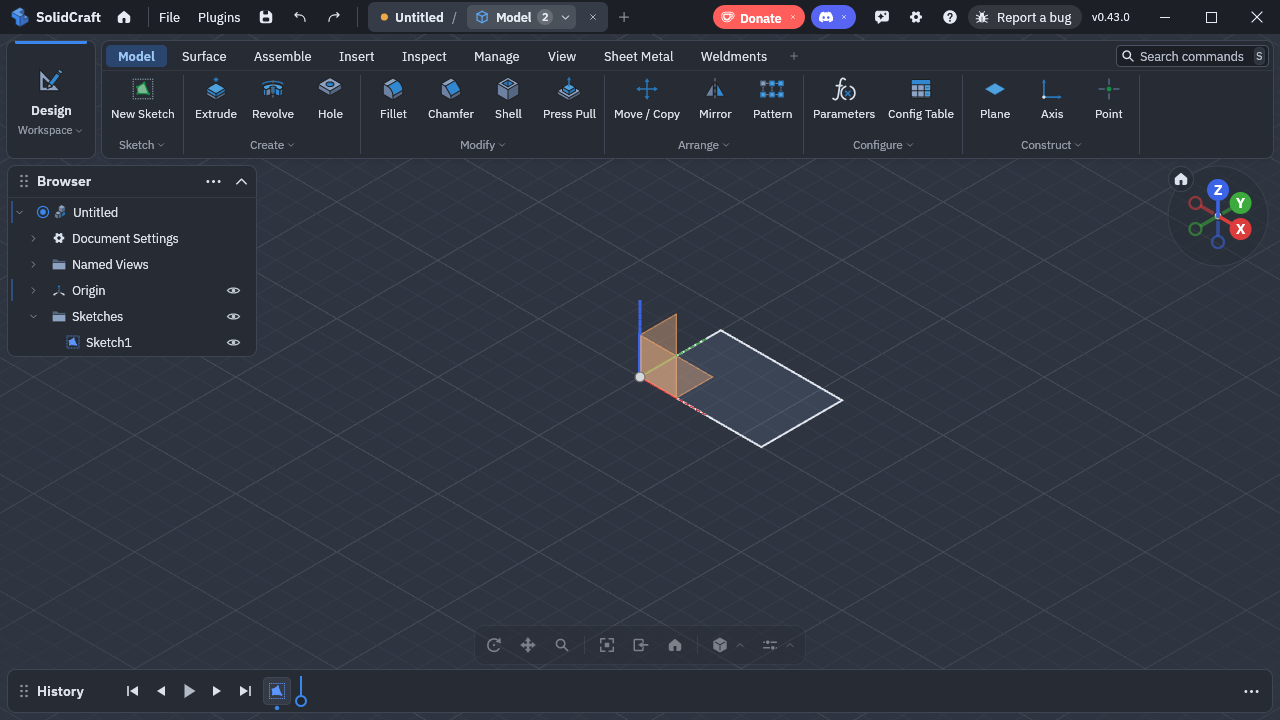 SolidCraft
File
Plugins
Untitled / Model 2
Donate
Report a bug
v0.43.0
Design
Workspace
Model
Surface
Assemble
Insert
Inspect
Manage
View
Sheet Metal
Weldments
Search commands S
New Sketch
Extrude
Revolve
Hole
Fillet
Chamfer
Shell
Press Pull
Move / Copy
Mirror
Pattern
Parameters
Config Table
Plane
Axis
Point
Sketch
Create
Modify
Arrange
Configure
Construct
Browser
Untitled
Document Settings
Named Views
Origin
Sketches
Sketch1
Z
Y
X
History